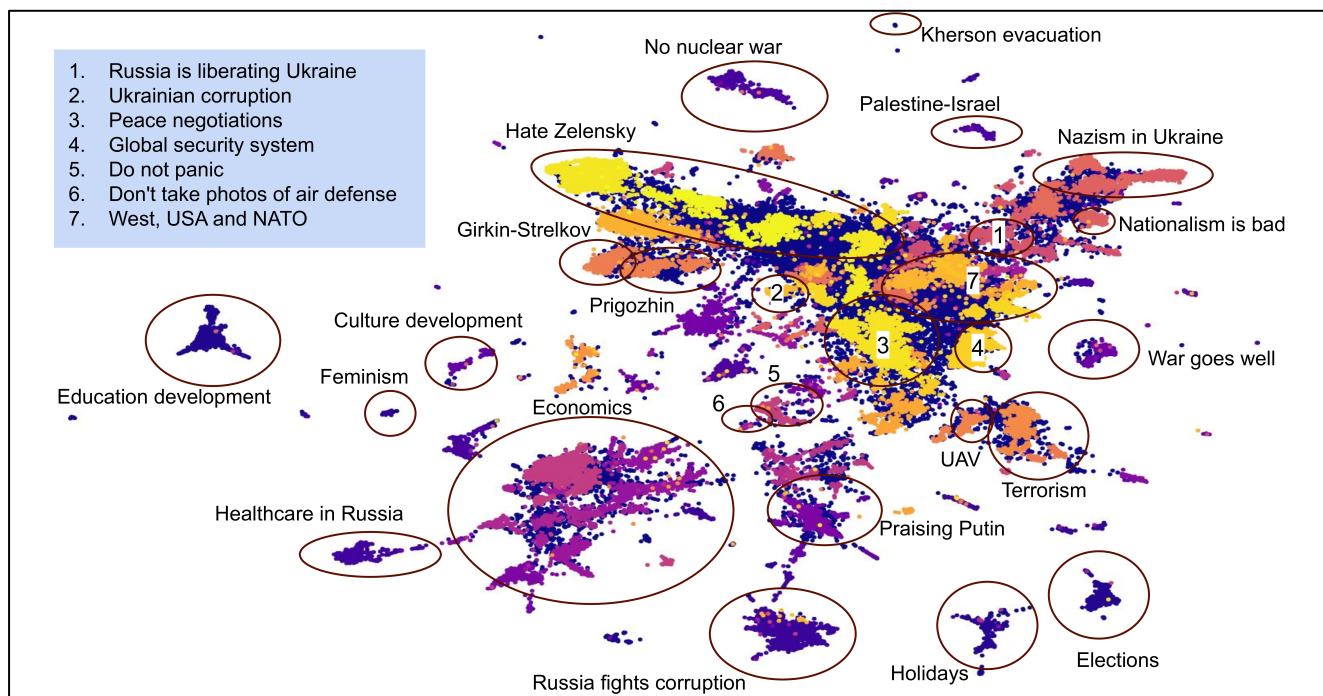 1. Russia is liberating Ukraine
2. Ukrainian corruption
3. Peace negotiations
4. Global security system
5. Do not panic
6. Don't take photos of air defense
7. West, USA and NATO
Kherson evacuation
No nuclear war
Palestine-Israel
Hate Zelensky
Nazism in Ukraine
Nationalism is bad
Girkin-Strelkov
1
7
2
Prigozhin
Culture development
3
4
War goes well
Education development
Feminism
5
6
Economics
UAV
Terrorism
Healthcare in Russia
Praising Putin
Russia fights corruption
Holidays
Elections